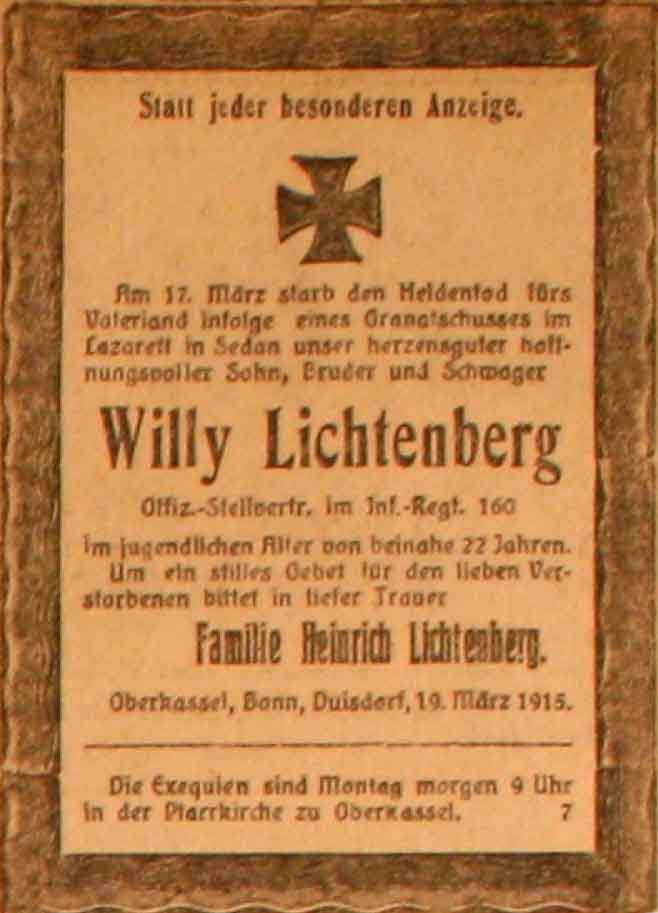 Statt jeder besonderen Anzeige.
Am 17. März starb den Heldentod fürs
Vaterland infolge eines Granatschusses im
Lazarett in Sedan unser herzensguter hoff-
nungsvoller Sohn, Bruder und Schwager
Willy Lichtenberg
Offiz.-Stellvertr. im Inf.-Regt. 160
im jugendlichen Alter von beinahe 22 Jahren.
Um ein stilles Gebet für den lieben Ver-
storbenen bittet in tiefer Trauer
Familie Heinrich Lichtenberg.
Oberkassel, Bonn, Duisdorf, 19. März 1915.
Die Exequien sind Montag morgen 9 Uhr
in der Pfarrkirche zu Oberkassel. 7